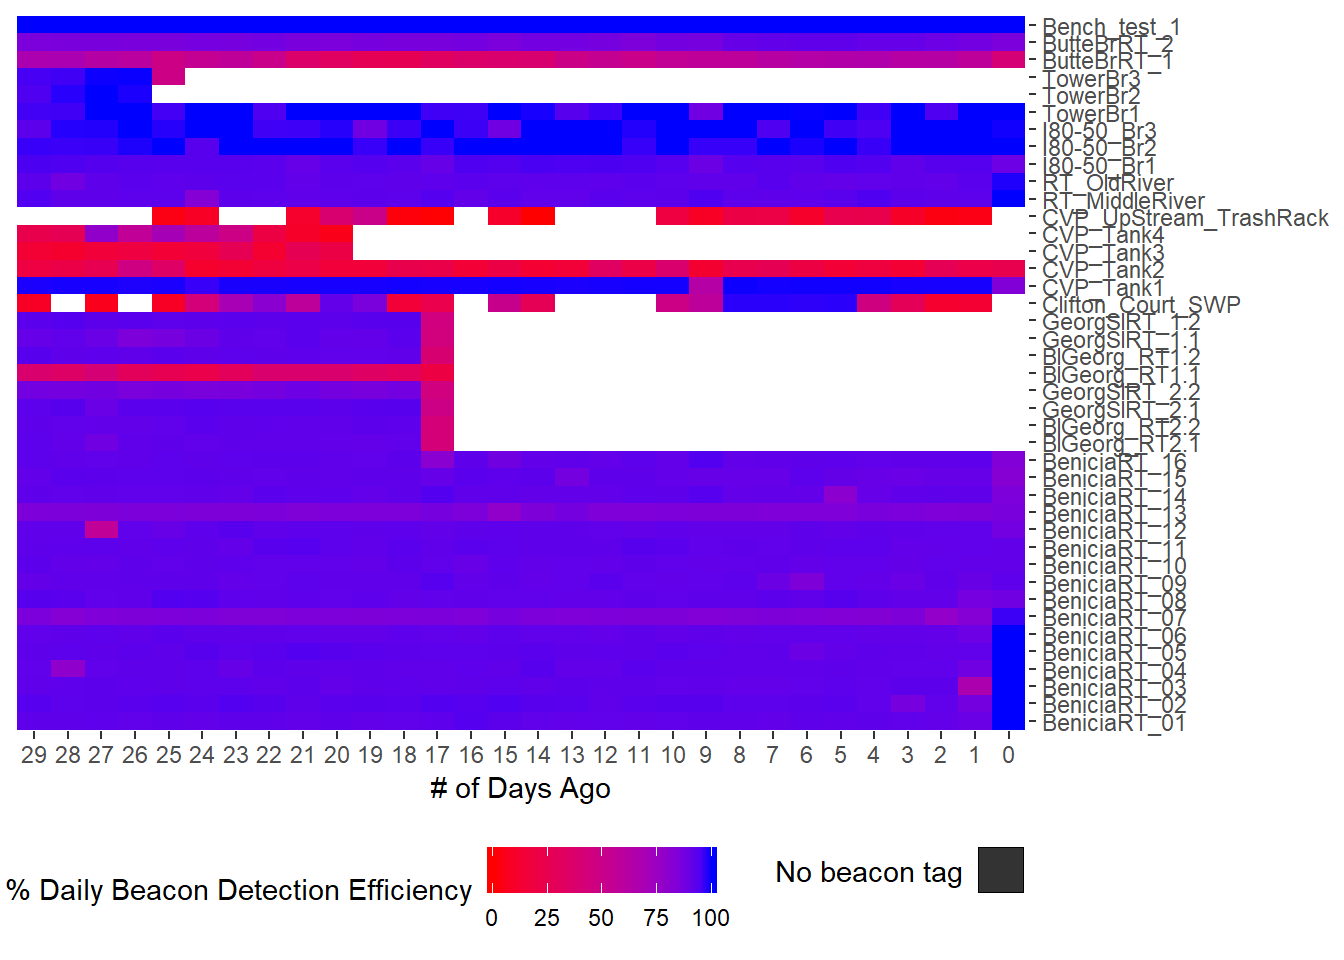 Bench_test_1
ButteBrRT_2
ButteBrRT_1
TowerBr3
TowerBr2
TowerBr1
I80-50_Br3
I80-50_Br2
I80-50_Br1
RT_OldRiver
RT_MiddleRiver
CVP_UpStream_TrashRack
CVP_Tank4
CVP_Tank3
CVP_Tank2
CVP_Tank1
Clifton_Court_SWP
GeorgSlRT_1.2
GeorgSlRT_1.1
BlGeorg_RT1.2
BlGeorg_RT1.1
GeorgSlRT_2.2
GeorgSlRT_2.1
BlGeorg_RT2.2
BlGeorg_RT2.1
BeniciaRT_16
BeniciaRT_15
BeniciaRT_14
BeniciaRT_13
BeniciaRT_12
BeniciaRT_11
BeniciaRT_10
BeniciaRT_09
BeniciaRT_08
BeniciaRT_07
BeniciaRT_06
BeniciaRT_05
BeniciaRT_04
BeniciaRT_03
BeniciaRT_02
BeniciaRT_01
29 28 27 26 25 24 23 22 21 20 19 18 17 16 15 14 13 12 11 10 9 8 7 6 5 4 3 2 1 0
# of Days Ago
% Daily Beacon Detection Efficiency
0 25 50 75 100
No beacon tag